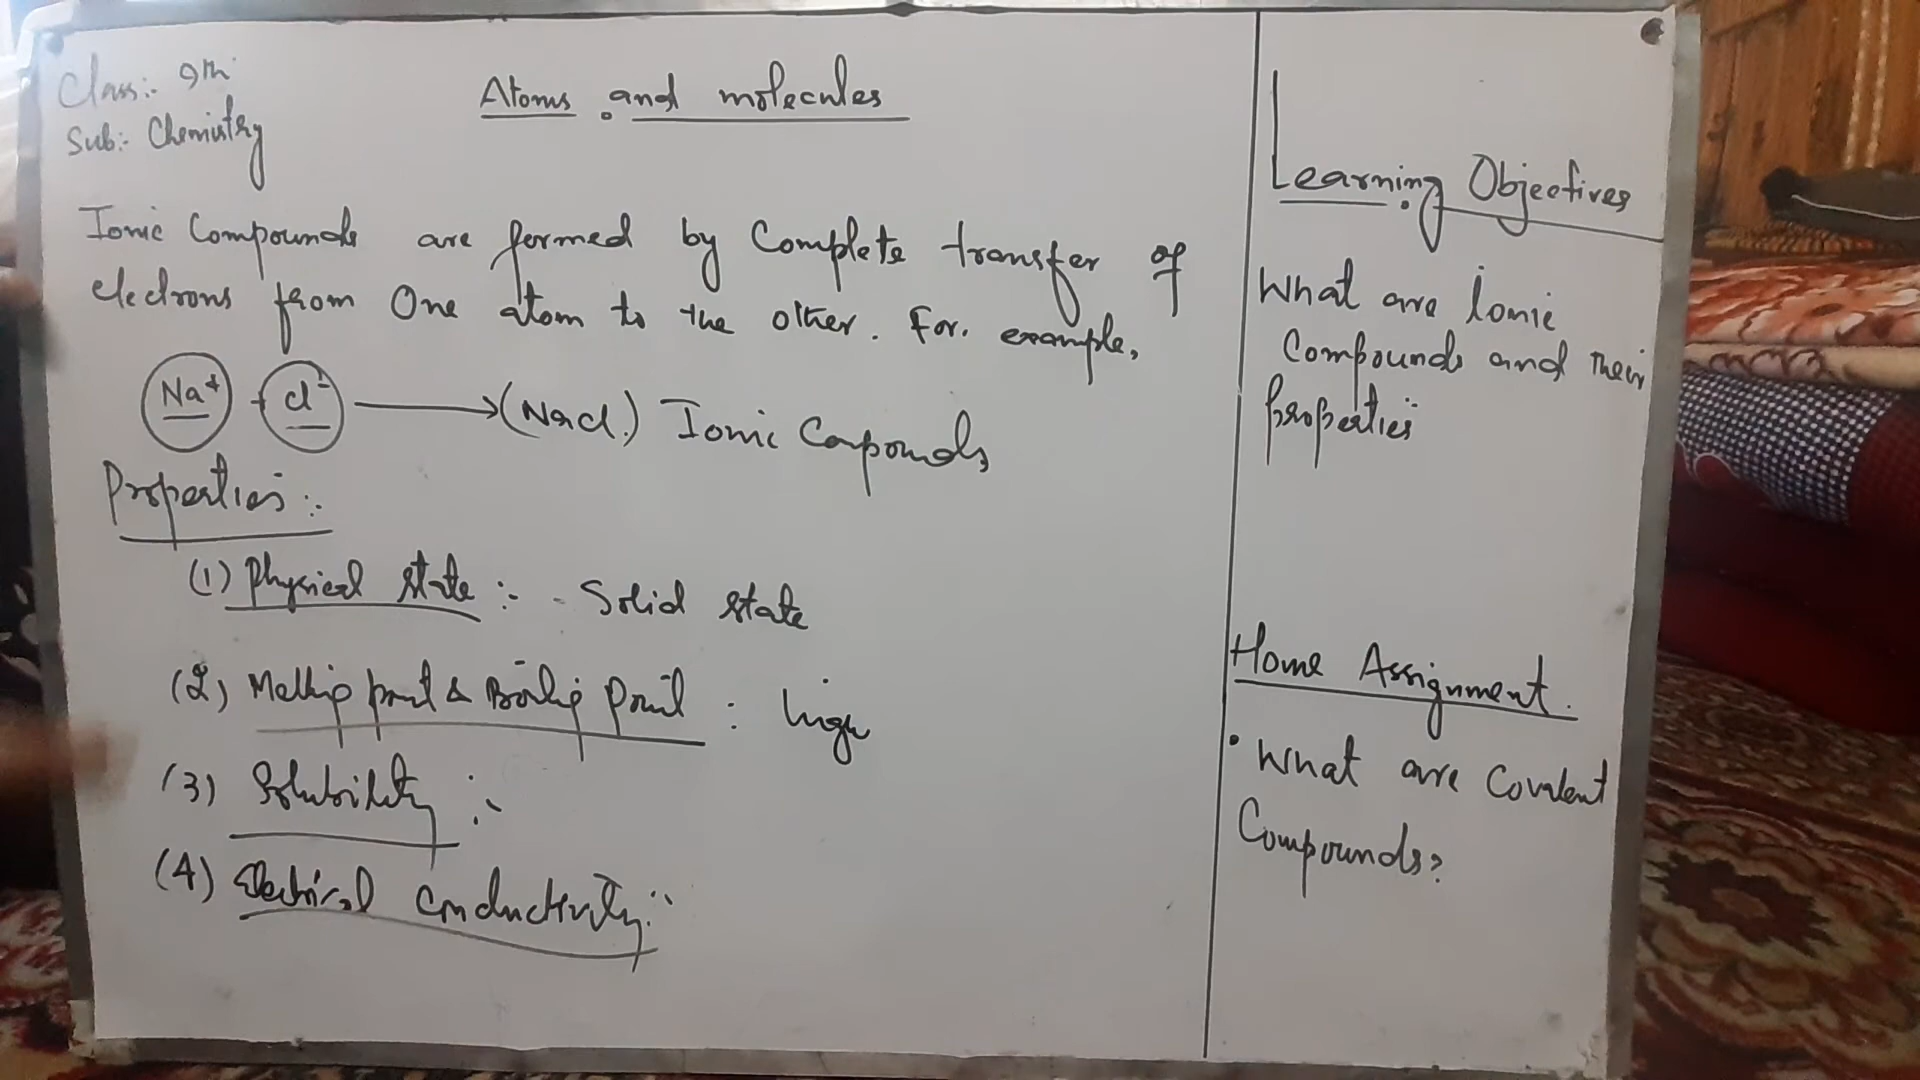 Class:- 9th
Sub:- Chemistry
Atoms and molecules
Ionic Compounds are formed by Complete transfer of
electrons from One atom to the other. For. example,
Na+ + Cl- → (Nacl.) Ionic Compounds
Properties :-
(1) Physical state :- - Solid state
(2) Melting point & Boiling Point : high
(3) Solubility :-
(4) Electrical conductivity :-
Learning Objectives
What are Ionic
Compounds and their
properties
Home Assignment.
• What are Covalent
Compounds?